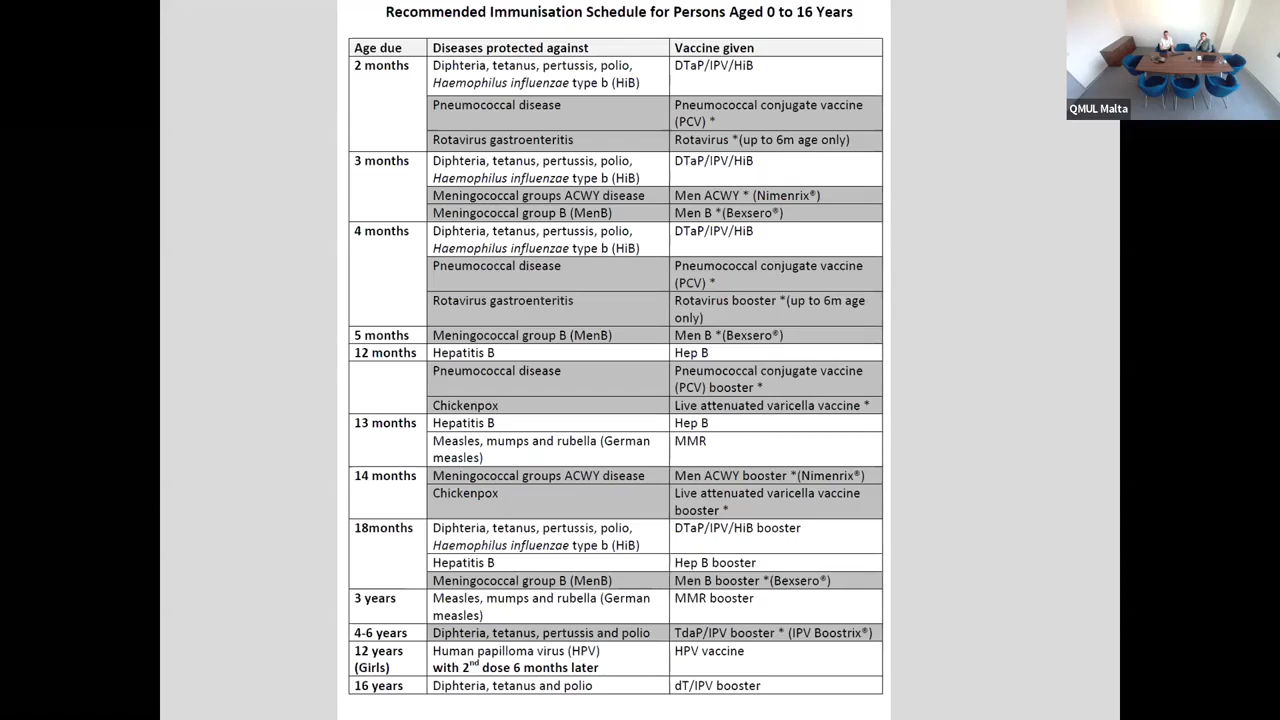 Recommended Immunisation Schedule for Persons Aged 0 to 16 Years
Age due Diseases protected against Vaccine given
2 months Diphteria, tetanus, pertussis, polio, DTaP/IPV/HiB
Haemophilus influenzae type b (HiB)
Pneumococcal disease Pneumococcal conjugate vaccine
(PCV) *
Rotavirus gastroenteritis Rotavirus *(up to 6m age only)
3 months Diphteria, tetanus, pertussis, polio, DTaP/IPV/HiB
Haemophilus influenzae type b (HiB)
Meningococcal groups ACWY disease Men ACWY * (Nimenrix®)
Meningococcal group B (MenB) Men B *(Bexsero®)
4 months Diphteria, tetanus, pertussis, polio, DTaP/IPV/HiB
Haemophilus influenzae type b (HiB)
Pneumococcal disease Pneumococcal conjugate vaccine
(PCV) *
Rotavirus gastroenteritis Rotavirus booster *(up to 6m age
only)
5 months Meningococcal group B (MenB) Men B *(Bexsero®)
12 months Hepatitis B Hep B
Pneumococcal disease Pneumococcal conjugate vaccine
(PCV) booster *
Chickenpox Live attenuated varicella vaccine *
13 months Hepatitis B Hep B
Measles, mumps and rubella (German MMR
measles)
14 months Meningococcal groups ACWY disease Men ACWY booster *(Nimenrix®)
Chickenpox Live attenuated varicella vaccine
booster *
18months Diphteria, tetanus, pertussis, polio, DTaP/IPV/HiB booster
Haemophilus influenzae type b (HiB)
Hepatitis B Hep B booster
Meningococcal group B (MenB) Men B booster *(Bexsero®)
3 years Measles, mumps and rubella (German MMR booster
measles)
4-6 years Diphteria, tetanus, pertussis and polio TdaP/IPV booster * (IPV Boostrix®)
12 years Human papilloma virus (HPV) HPV vaccine
(Girls) with 2nd dose 6 months later
16 years Diphteria, tetanus and polio dT/IPV booster
QMUL Malta